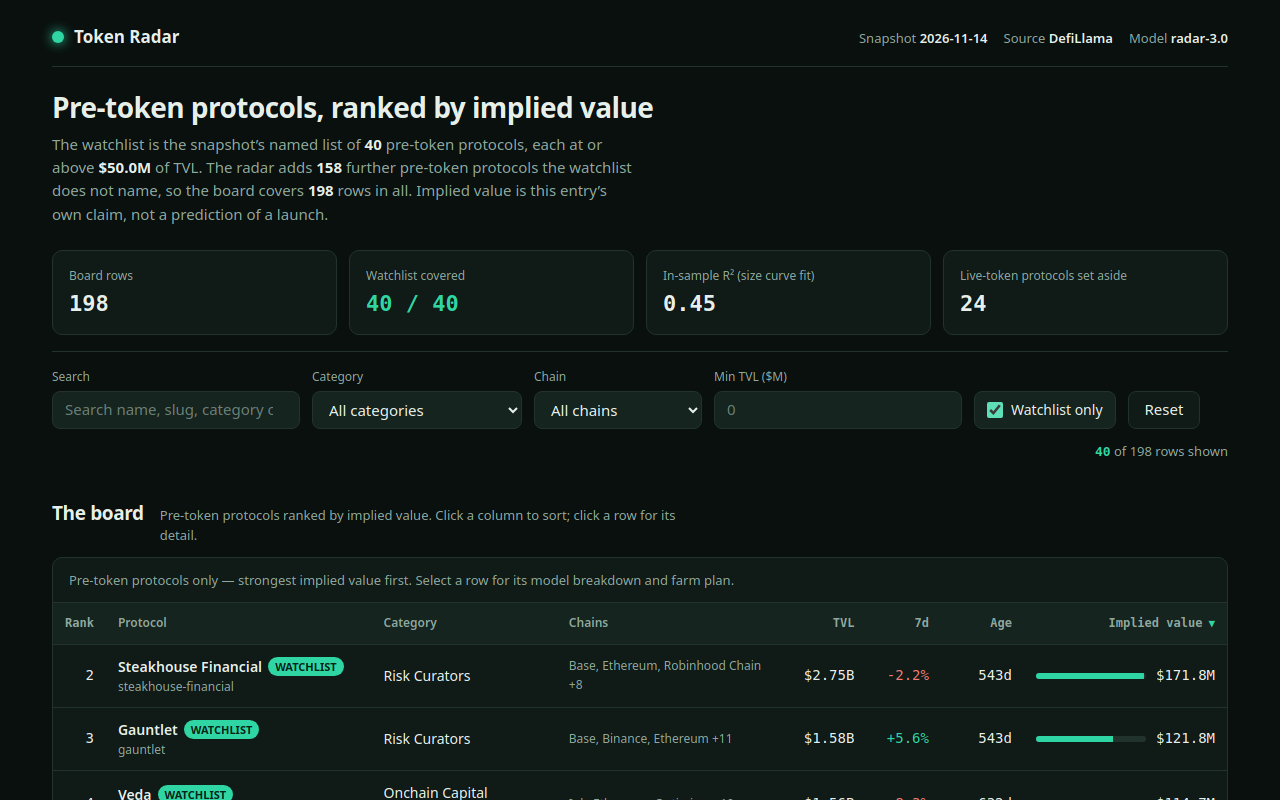 Token Radar
Snapshot 2026-11-14 Source DefiLlama Model radar-3.0
Pre-token protocols, ranked by implied value
The watchlist is the snapshot’s named list of 40 pre-token protocols, each at or
above $50.0M of TVL. The radar adds 158 further pre-token protocols the watchlist
does not name, so the board covers 198 rows in all. Implied value is this entry’s
own claim, not a prediction of a launch.
Board rows
198
Watchlist covered
40 / 40
In-sample R² (size curve fit)
0.45
Live-token protocols set aside
24
Search
Category
Chain
Min TVL ($M)
Search name, slug, category c
All categories
All chains
0
Watchlist only
Reset
40 of 198 rows shown
The board
Pre-token protocols ranked by implied value. Click a column to sort; click a row for its
detail.
Pre-token protocols only — strongest implied value first. Select a row for its model breakdown and farm plan.
Rank Protocol Category Chains TVL 7d Age Implied value ▼
2 Steakhouse Financial WATCHLIST Risk Curators Base, Ethereum, Robinhood Chain $2.75B -2.2% 543d $171.8M
steakhouse-financial +8
3 Gauntlet WATCHLIST Risk Curators Base, Binance, Ethereum +11 $1.58B +5.6% 543d $121.8M
gauntlet
Veda WATCHLIST Onchain Capital